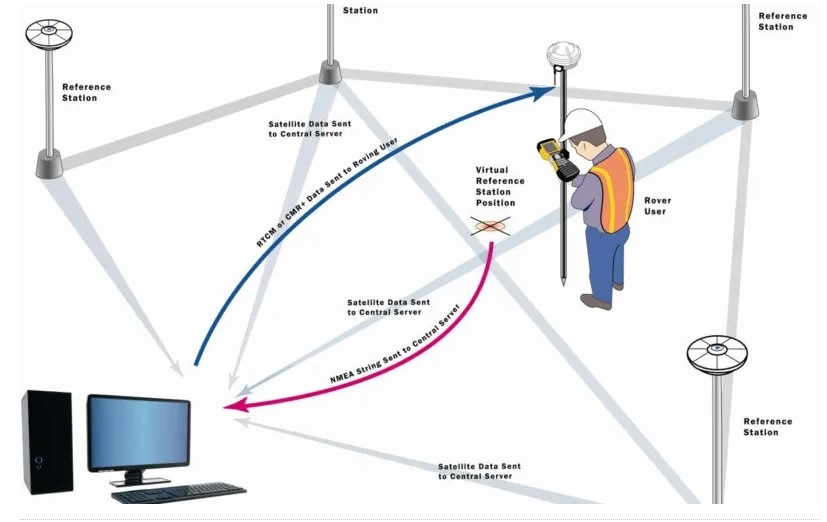 Station
Reference
Station
Reference
Station
Satellite Data Sent
to Central Server
RTCM or CMR+ Data Sent to Roving User
Virtual
Reference
Station
Position
Rover
User
Satellite Data Sent
to Central Server
NMEA String Sent to Central Server
Reference
Station
Satellite Data Sent
to Central Server